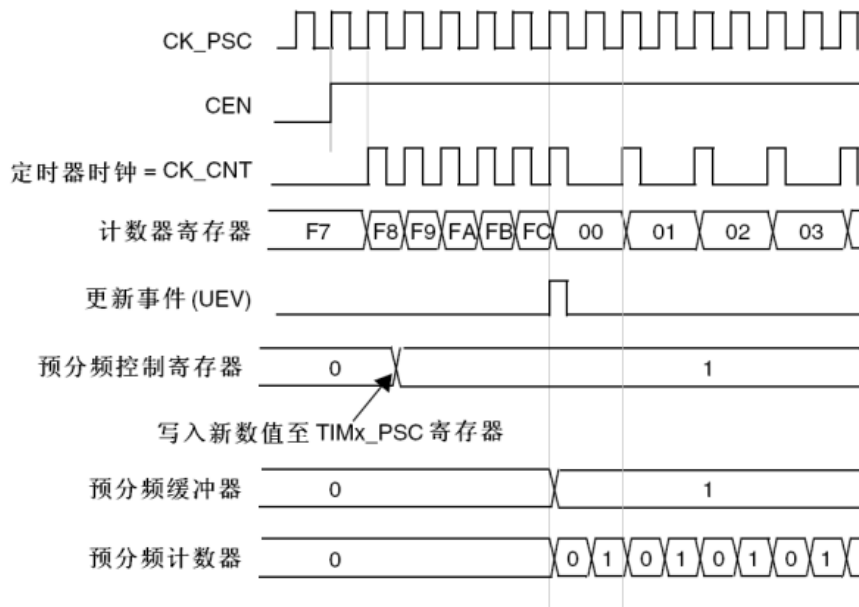 CK_PSC
CEN
定时器时钟 = CK_CNT
计数器寄存器 F7 F8 F9 FA FB FC 00 01 02 03
更新事件 (UEV)
预分频控制寄存器 0 1
写入新数值至 TIMx_PSC 寄存器
预分频缓冲器 0 1
预分频计数器 0 0 1 0 1 0 1 0 1